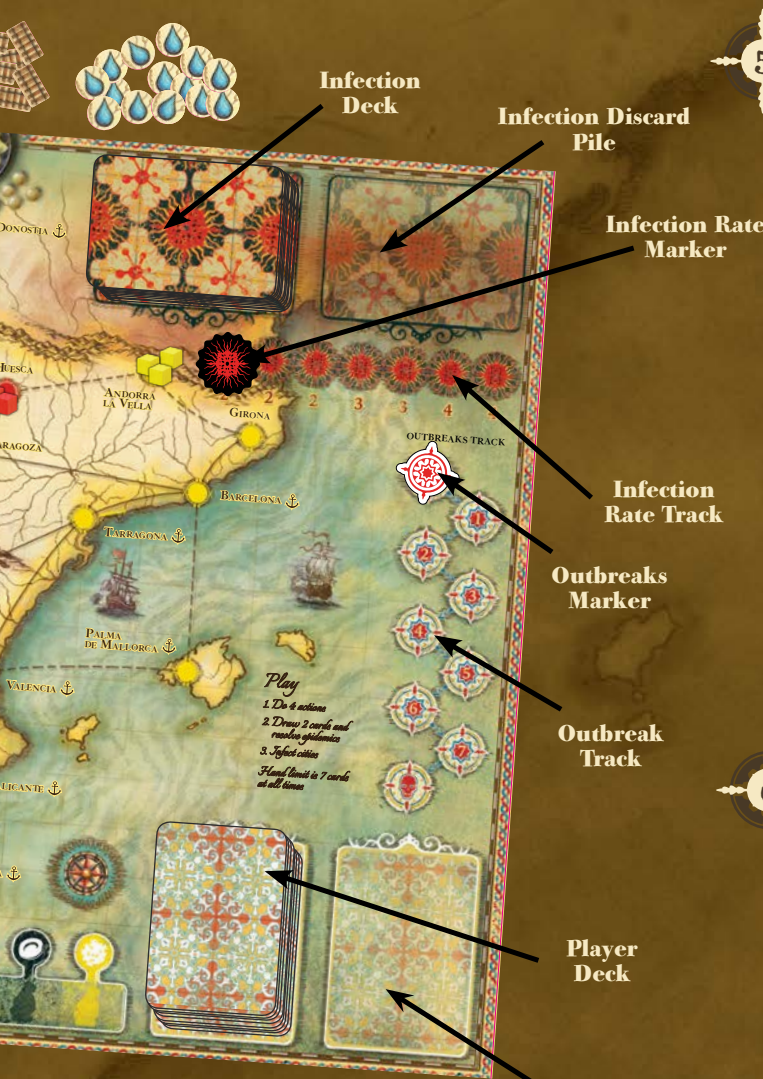 Infection
Deck
Infection Discard
Pile
Infection Rate
Marker
Donostia
Huesca
Andorra
la Vella
Girona
2 2 3 3 4
Outbreaks Track
Barcelona
Tarragona
1
2
3
4
5
6
7
Infection
Rate Track
Outbreaks
Marker
Palma
de Mallorca
Valencia
Play
1. Do 4 actions
2. Draw 2 cards and
resolve epidemics
3. Infect cities
Hand limit is 7 cards
at all times
Outbreak
Track
Player
Deck